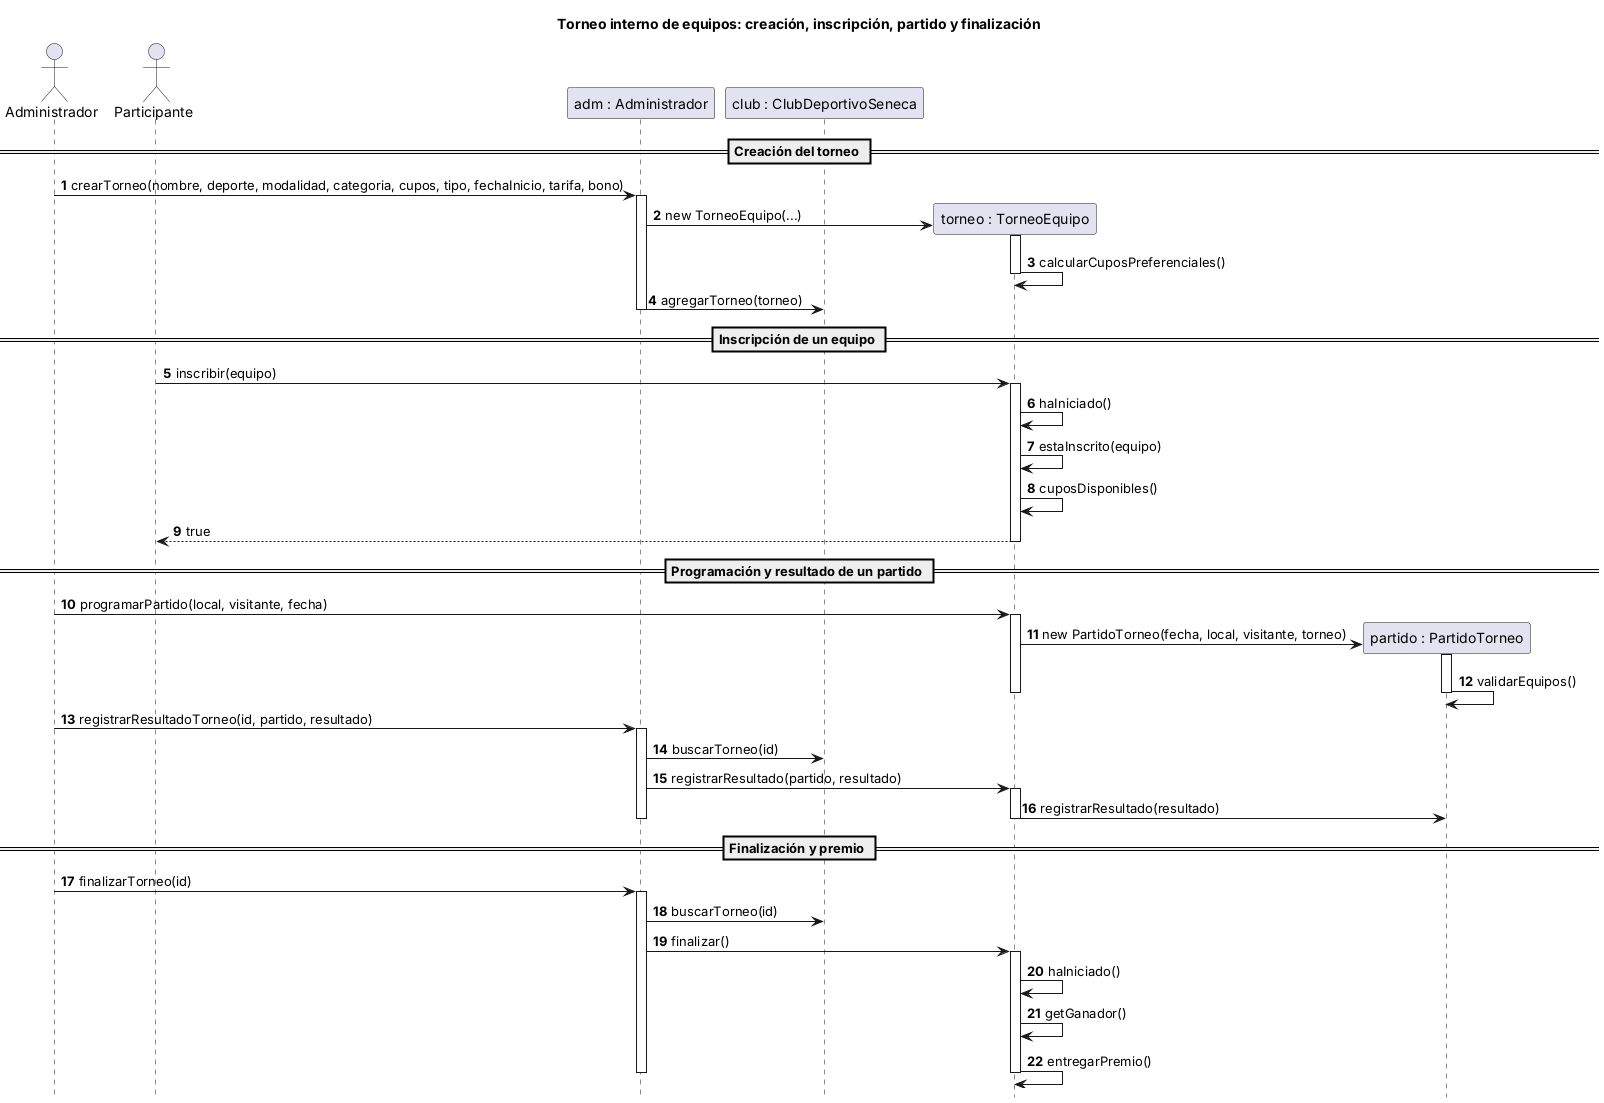 Torneo interno de equipos: creación, inscripción, partido y finalización
Administrador
Participante
adm : Administrador
club : ClubDeportivoSeneca
Creación del torneo
1 crearTorneo(nombre, deporte, modalidad, categoria, cupos, tipo, fechaInicio, tarifa, bono)
2 new TorneoEquipo(...)
torneo : TorneoEquipo
3 calcularCuposPreferenciales()
4 agregarTorneo(torneo)
Inscripción de un equipo
5 inscribir(equipo)
6 haIniciado()
7 estaInscrito(equipo)
8 cuposDisponibles()
9 true
Programación y resultado de un partido
10 programarPartido(local, visitante, fecha)
11 new PartidoTorneo(fecha, local, visitante, torneo)
partido : PartidoTorneo
12 validarEquipos()
13 registrarResultadoTorneo(id, partido, resultado)
14 buscarTorneo(id)
15 registrarResultado(partido, resultado)
16 registrarResultado(resultado)
Finalización y premio
17 finalizarTorneo(id)
18 buscarTorneo(id)
19 finalizar()
20 haIniciado()
21 getGanador()
22 entregarPremio()